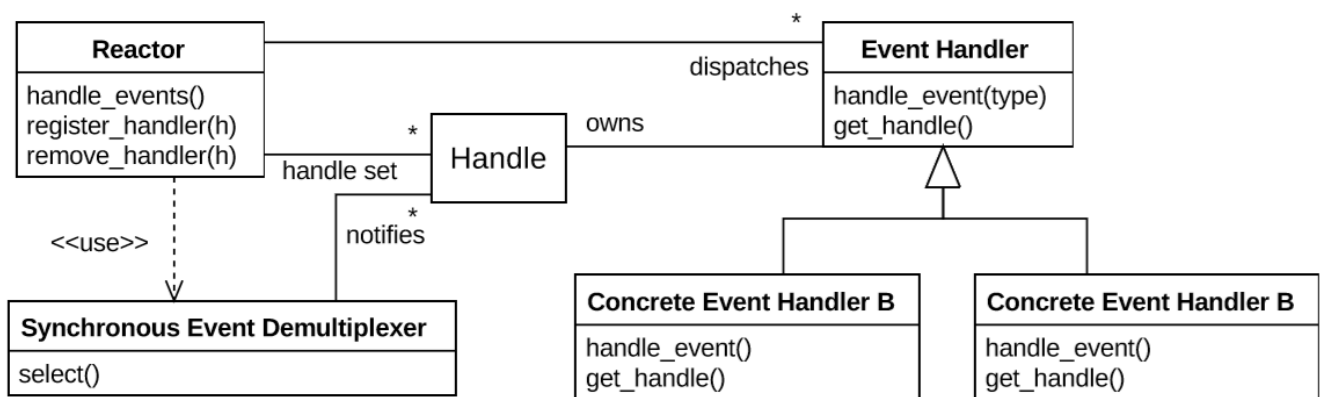 Reactor
handle_events()
register_handler(h)
remove_handler(h)
*
dispatches
Event Handler
handle_event(type)
get_handle()
*
handle set
Handle
owns
*
notifies
<<use>>
Synchronous Event Demultiplexer
select()
Concrete Event Handler B
handle_event()
get_handle()
Concrete Event Handler B
handle_event()
get_handle()